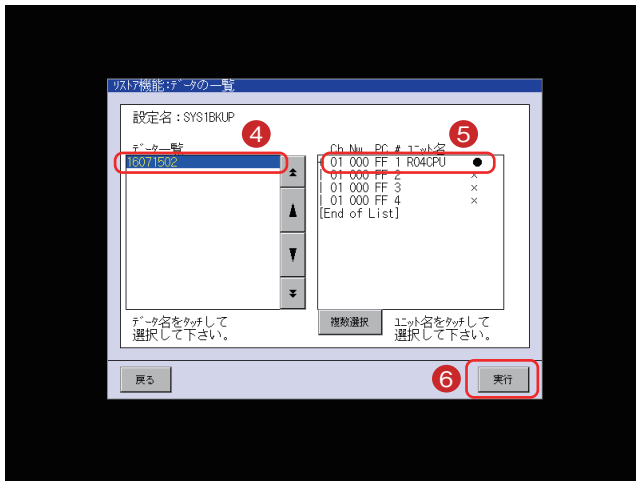 リストア機能:データの一覧
設定名:SYS1BKUP
4
5
データ一覧
Ch Nw PC # ユニット名
16071502
+ 01 000 FF 1 R04CPU ●
| 01 000 FF 2 ×
| 01 000 FF 3 ×
| 01 000 FF 4 ×
[End of List]
データ名をタッチして
選択して下さい。
複数選択
ユニット名をタッチして
選択して下さい。
戻る
6
実行